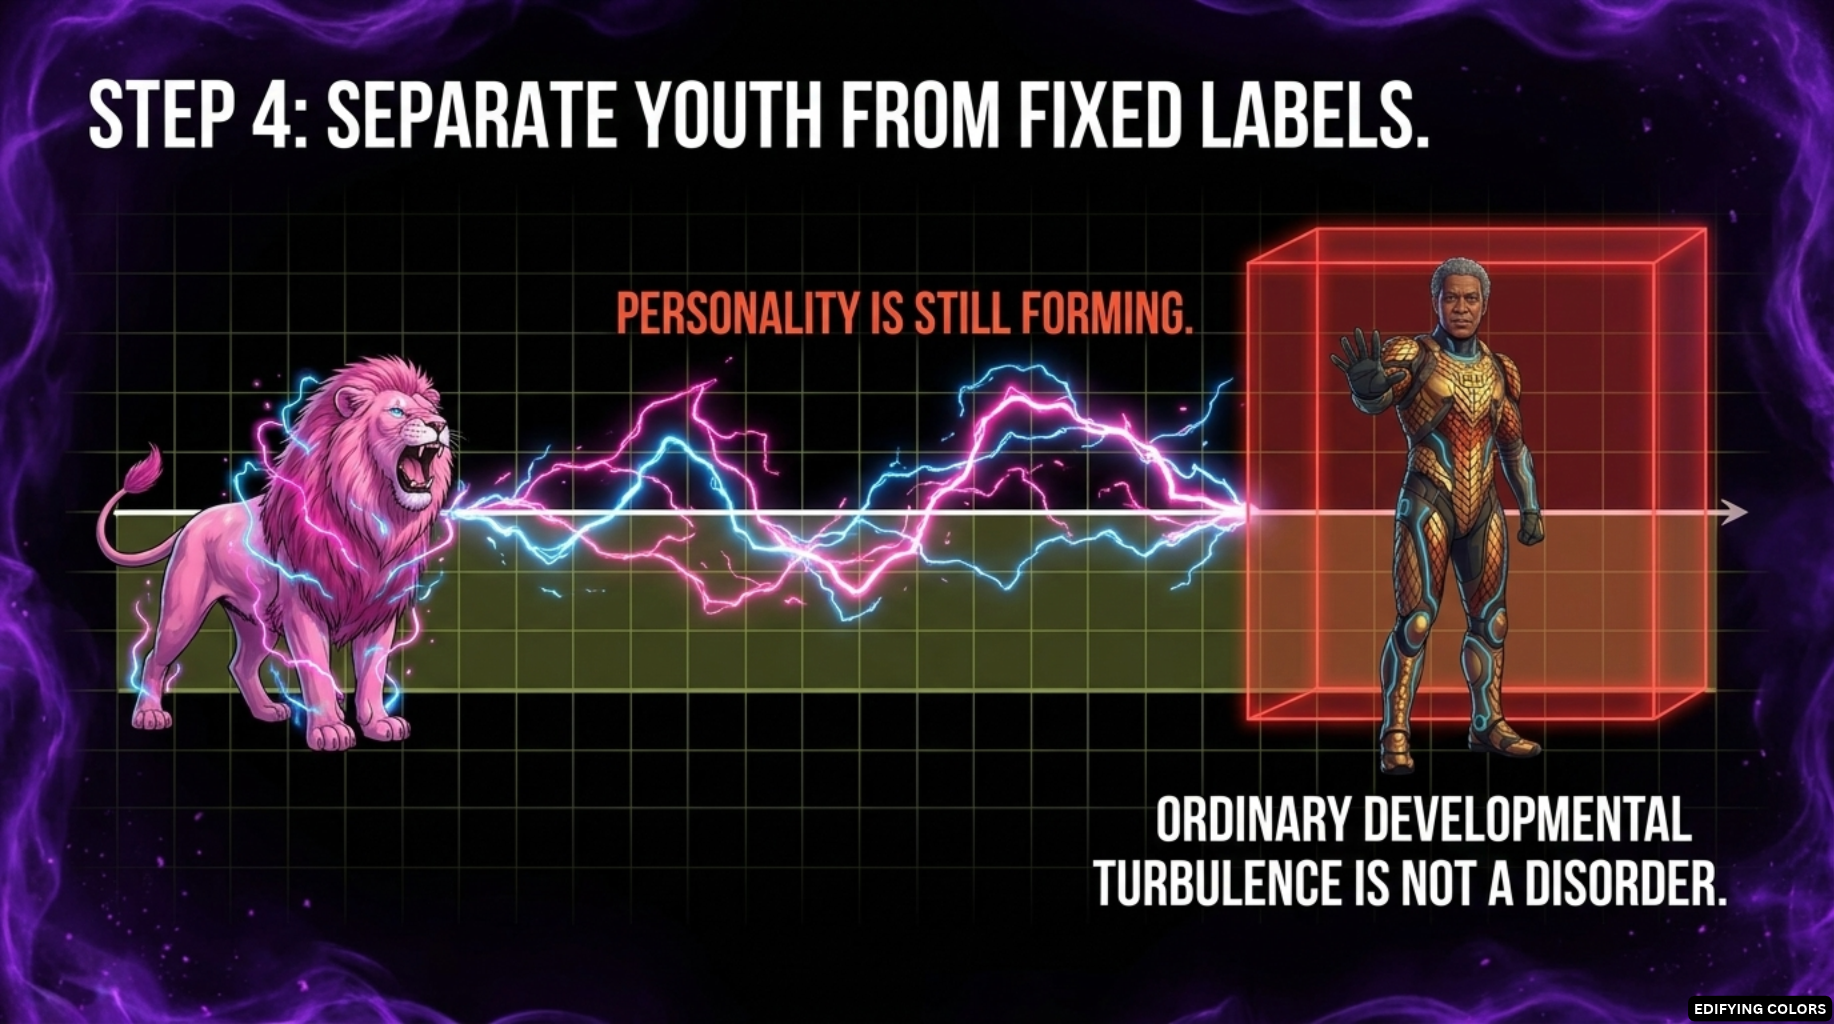 STEP 4: SEPARATE YOUTH FROM FIXED LABELS.
PERSONALITY IS STILL FORMING.
ORDINARY DEVELOPMENTAL
TURBULENCE IS NOT A DISORDER.
EDIFYING COLORS